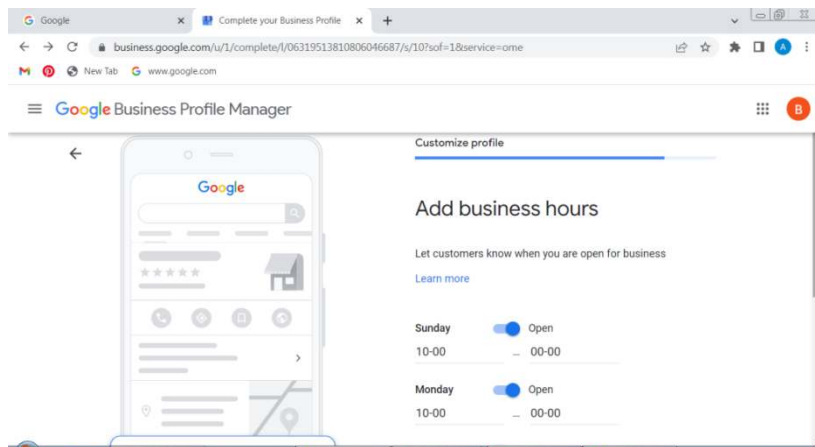 Google
Complete your Business Profile
business.google.com/u/1/complete/l/06319513810806046687/s/10?sof=1&service=ome
A
New Tab
www.google.com
Google Business Profile Manager
B
Customize profile
Google
Add business hours
Let customers know when you are open for business
Learn more
Sunday Open
10-00 – 00-00
Monday Open
10-00 – 00-00